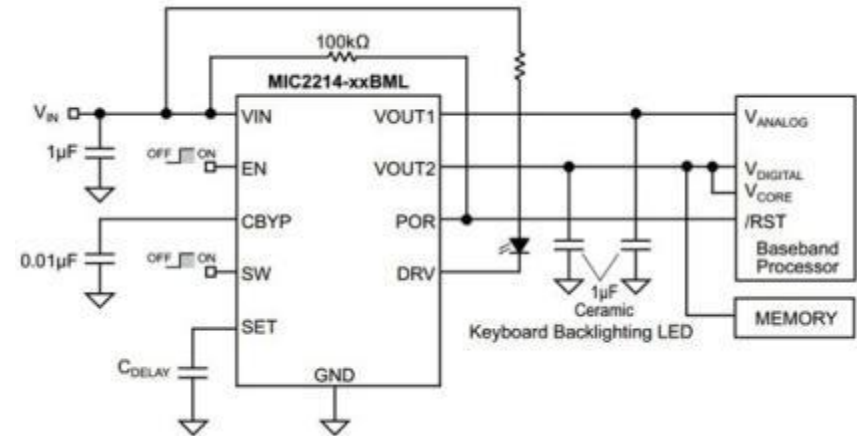 100kΩ
MIC2214-xxBML
VIN
1µF
VIN
EN
CBYP
SW
SET
GND
VOUT1
VOUT2
POR
DRV
OFF ON
0.01µF
OFF ON
CDELAY
1µF
Ceramic
Keyboard Backlighting LED
VANALOG
VDIGITAL
VCORE
/RST
Baseband
Processor
MEMORY